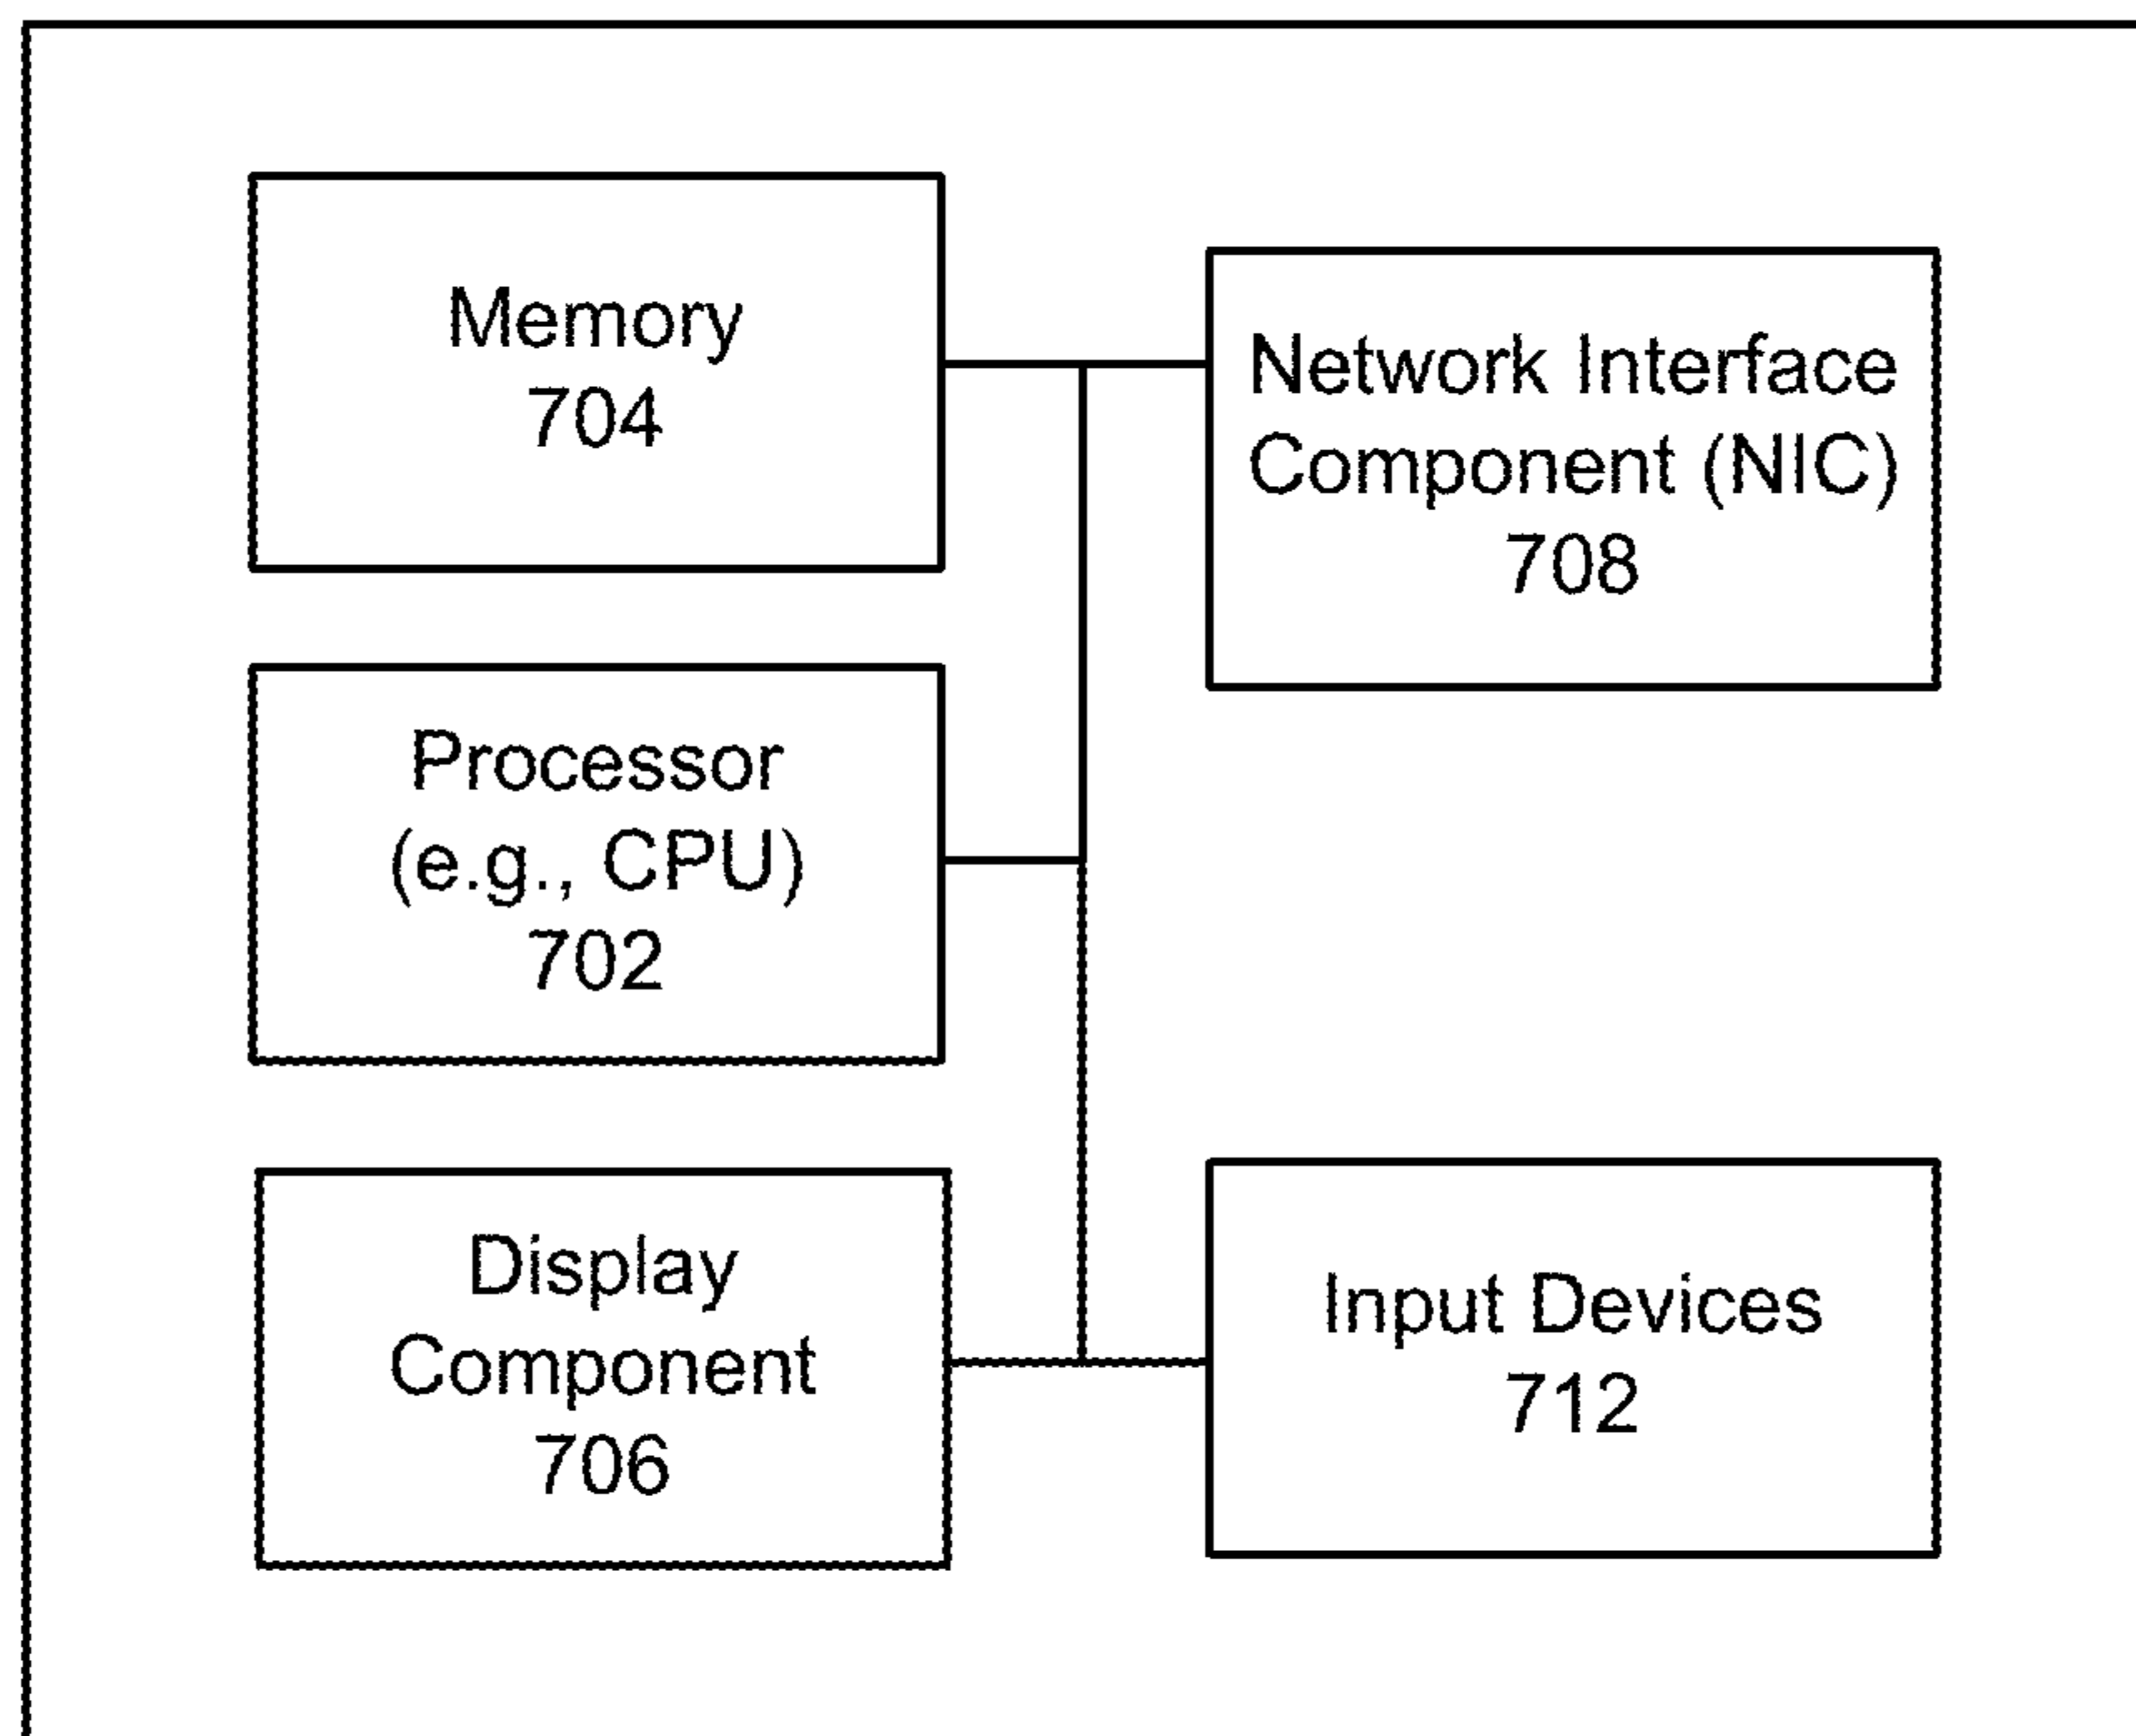 Memory
704
Network Interface
Component (NIC)
708
Processor
(e.g., CPU)
702
Display
Component
706
Input Devices
712